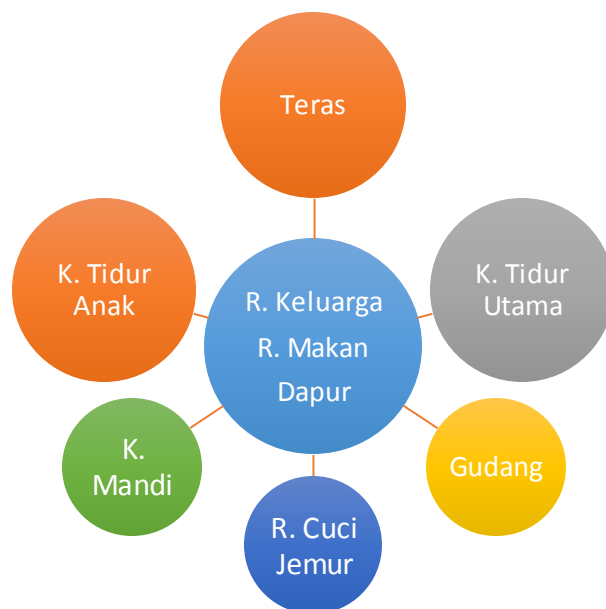 Teras
K. Tidur
Anak
R. Keluarga
R. Makan
Dapur
K. Tidur
Utama
K.
Mandi
Gudang
R. Cuci
Jemur